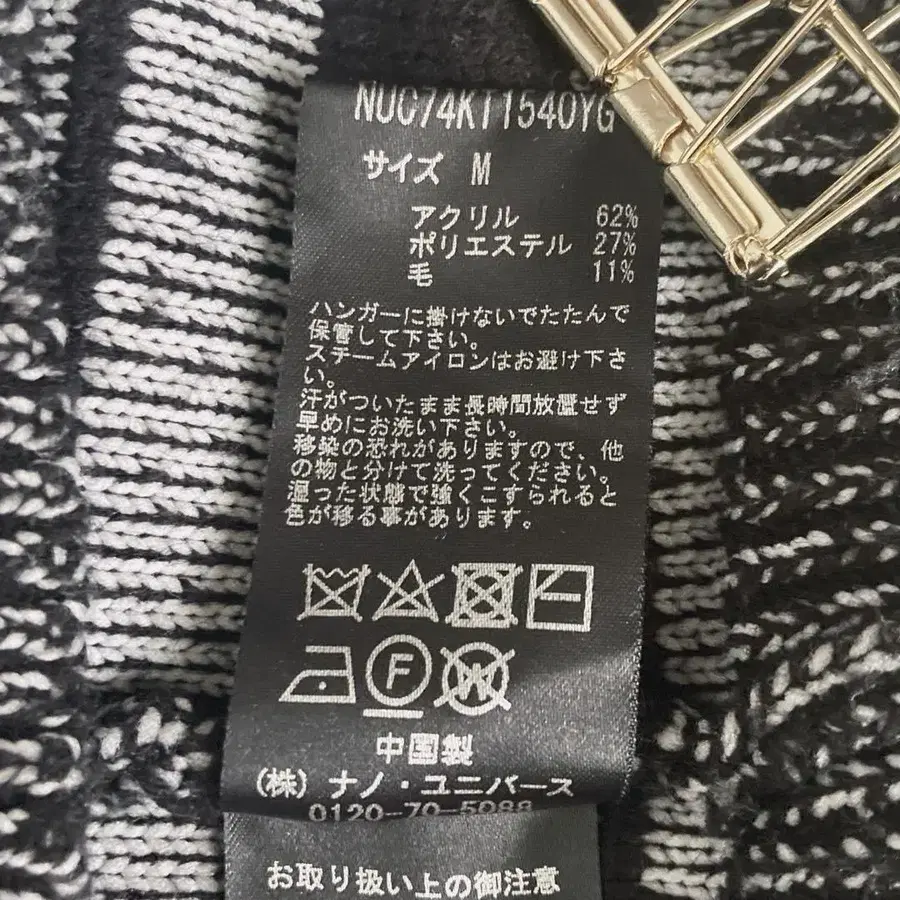 NUC74KT1540YG
サイズ M
アクリル 62%
ポリエステル 27%
毛 11%
ハンガーに掛けないでたたんで
保管して下さい。
スチームアイロンはお避け下さ
い。
汗がついたまま長時間放置せず
早めにお洗い下さい。
移染の恐れがありますので、他
の物と分けて洗ってください。
湿った状態で強くこすられると
色が移る事があります。
F W
中国製
(株) ナノ・ユニバース
0120-70-5988
お取り扱い上の御注意